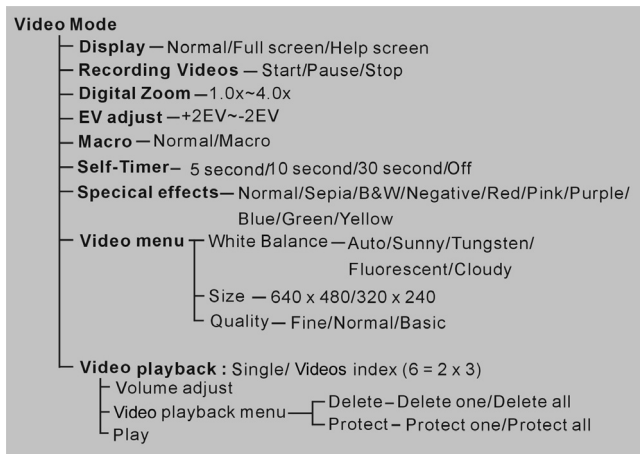 Video Mode
Display — Normal/Full screen/Help screen
Recording Videos — Start/Pause/Stop
Digital Zoom — 1.0x~4.0x
EV adjust — +2EV~-2EV
Macro — Normal/Macro
Self-Timer – 5 second/10 second/30 second/Off
Specical effects — Normal/Sepia/B&W/Negative/Red/Pink/Purple/
Blue/Green/Yellow
Video menu White Balance — Auto/Sunny/Tungsten/
Fluorescent/Cloudy
Size — 640 x 480/320 x 240
Quality — Fine/Normal/Basic
Video playback : Single/ Videos index (6 = 2 x 3)
Volume adjust
Video playback menu Delete – Delete one/Delete all
Protect – Protect one/Protect all
Play